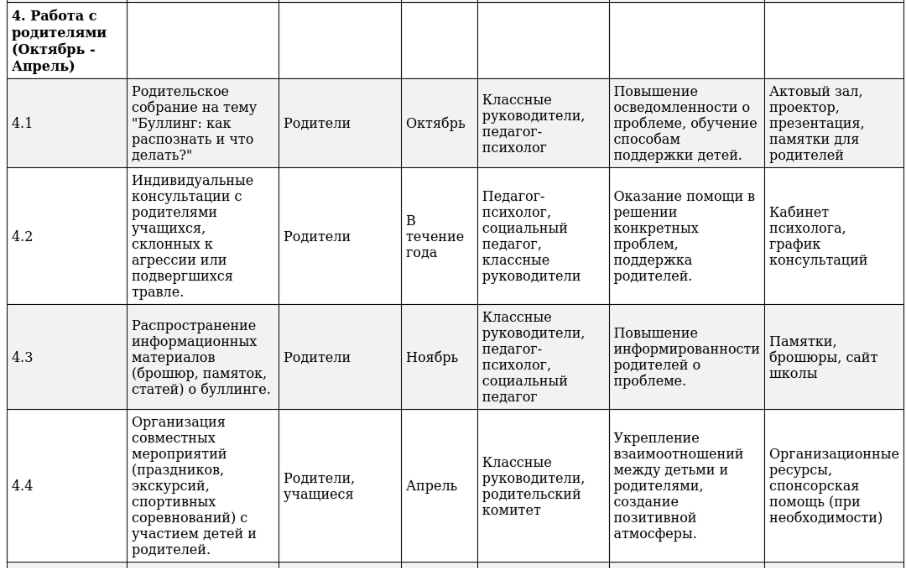 4. Работа с
родителями
(Октябрь -
Апрель)
4.1
Родительское
собрание на тему
"Буллинг: как
распознать и что
делать?"
Родители
Октябрь
Классные
руководители,
педагог-
психолог
Повышение
осведомленности о
проблеме, обучение
способам
поддержки детей.
Актовый зал,
проектор,
презентация,
памятки для
родителей
4.2
Индивидуальные
консультации с
родителями
учащихся,
склонных к
агрессии или
подвергшихся
травле.
Родители
В
течение
года
Педагог-
психолог,
социальный
педагог,
классные
руководители
Оказание помощи в
решении
конкретных
проблем,
поддержка
родителей.
Кабинет
психолога,
график
консультаций
4.3
Распространение
информационных
материалов
(брошюр, памяток,
статей) о буллинге.
Родители
Ноябрь
Классные
руководители,
педагог-
психолог,
социальный
педагог
Повышение
информированности
родителей о
проблеме.
Памятки,
брошюры, сайт
школы
4.4
Организация
совместных
мероприятий
(праздников,
экскурсий,
спортивных
соревнований) с
участием детей и
родителей.
Родители,
учащиеся
Апрель
Классные
руководители,
родительский
комитет
Укрепление
взаимоотношений
между детьми и
родителями,
создание
позитивной
атмосферы.
Организационные
ресурсы,
спонсорская
помощь (при
необходимости)